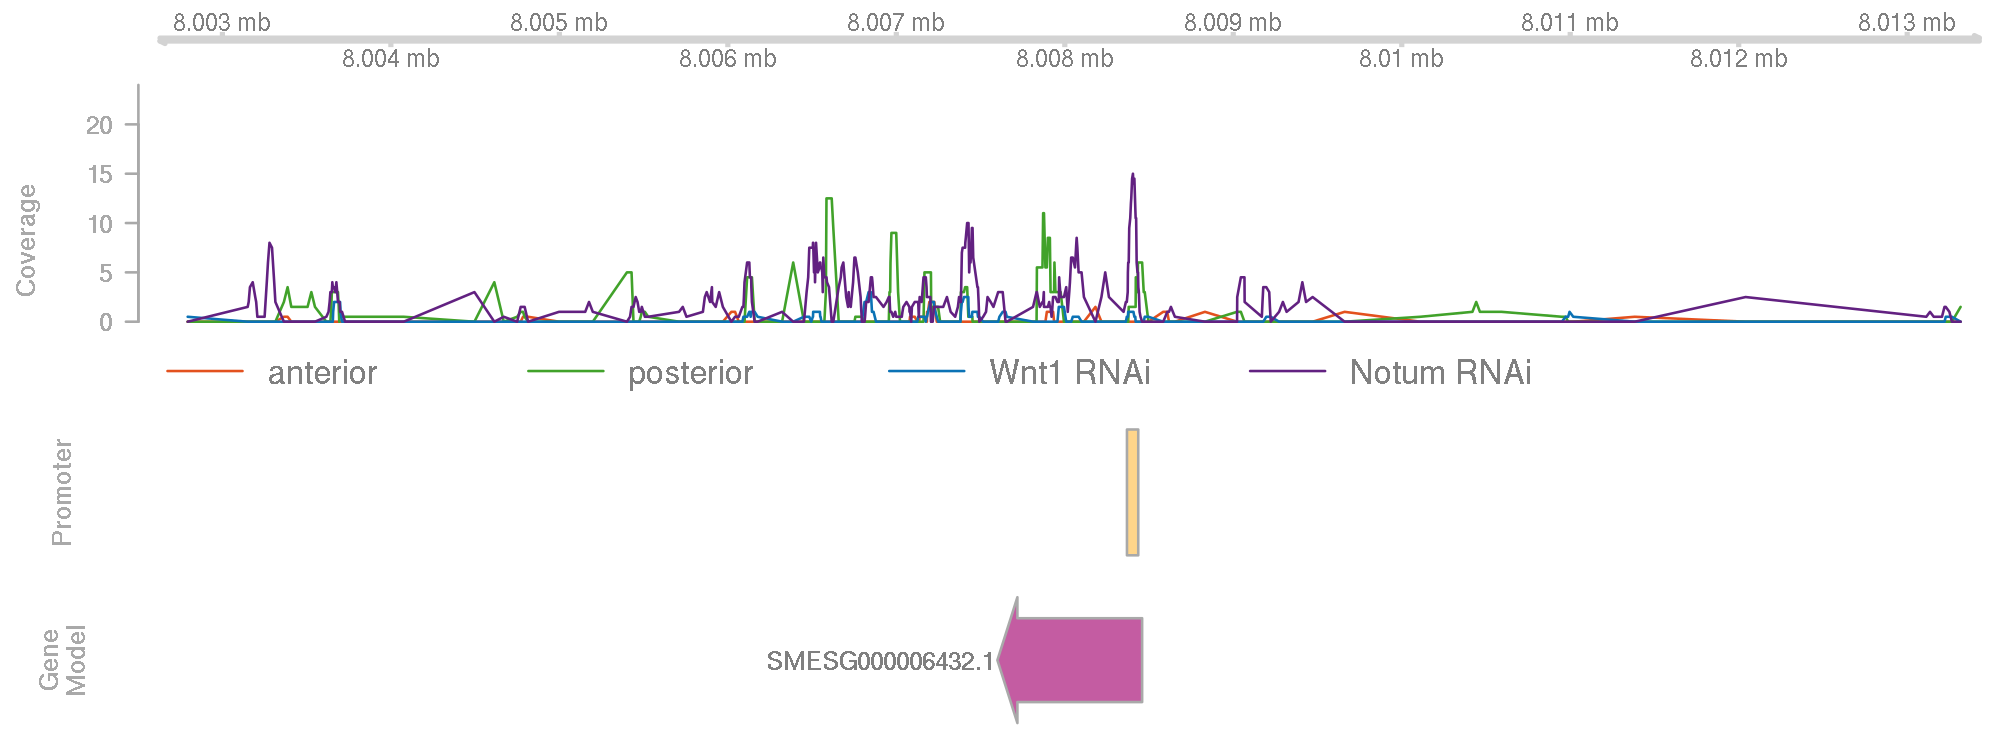 8.003 mb 8.005 mb 8.007 mb 8.009 mb 8.011 mb 8.013 mb
8.004 mb 8.006 mb 8.008 mb 8.01 mb 8.012 mb
Coverage
20
15
10
5
0
anterior posterior Wnt1 RNAi Notum RNAi
Promoter
Gene
Model
SMESG000006432.1